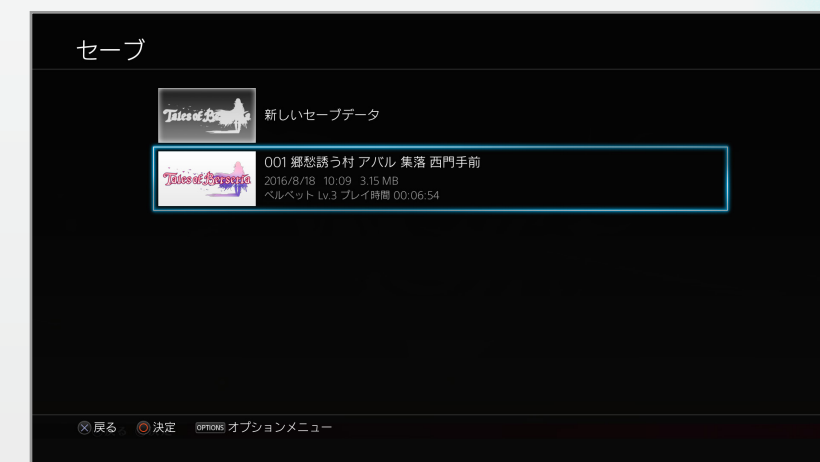 セーブ
Tales of Be
新しいセーブデータ
Tales of Berseria
001 郷愁誘う村 アバル 集落 西門手前
2016/8/18 10:09 3.15 MB
ベルベット Lv.3 プレイ時間 00:06:54
戻る 決定 OPTIONS オプションメニュー